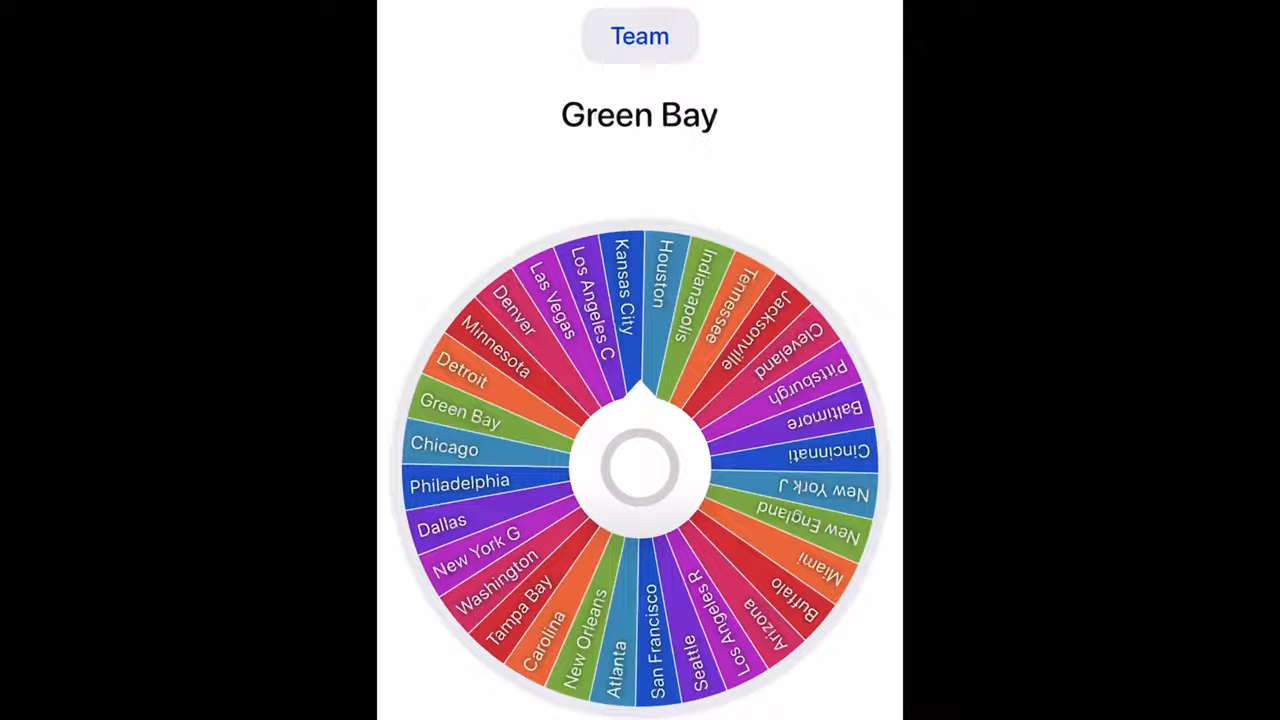 Team
Green Bay
Kansas City
Houston
Indianapolis
Tennessee
Jacksonville
Cleveland
Pittsburgh
Baltimore
Cincinnati
New York J
New England
Miami
Buffalo
Arizona
Los Angeles R
Seattle
San Francisco
Atlanta
New Orleans
Carolina
Tampa Bay
Washington
New York G
Dallas
Philadelphia
Chicago
Green Bay
Detroit
Minnesota
Denver
Las Vegas
Los Angeles C